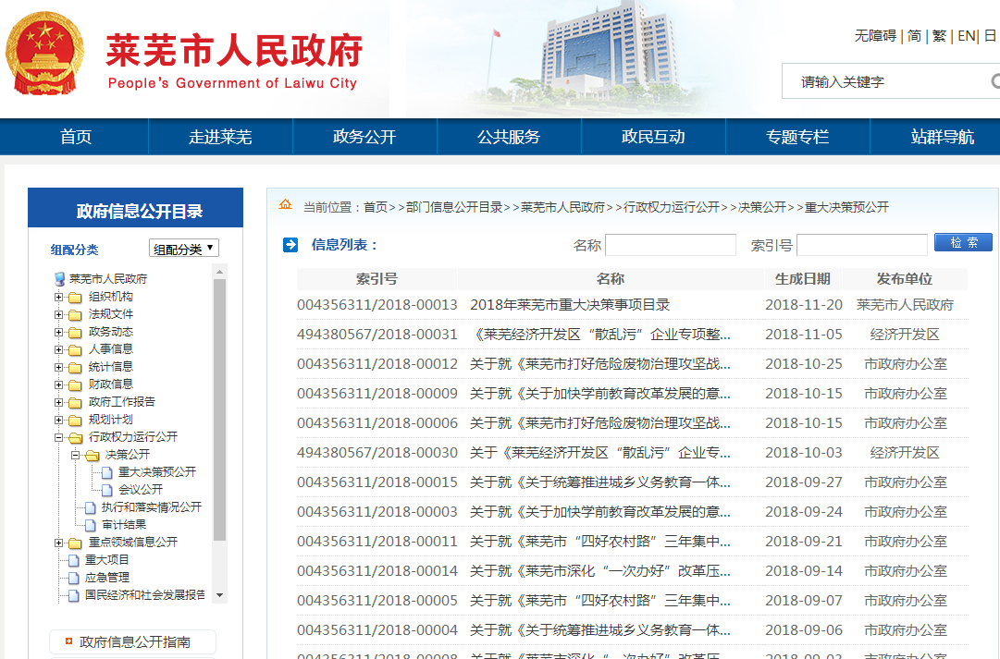 莱芜市人民政府
People's Government of Laiwu City
无障碍 | 简 | 繁 | EN | 日
请输入关键字
首页 走进莱芜 政务公开 公共服务 政民互动 专题专栏 站群导航
政府信息公开目录
组配分类 组配分类
莱芜市人民政府
组织机构
法规文件
政务动态
人事信息
统计信息
财政信息
政府工作报告
规划计划
行政权力运行公开
决策公开
重大决策预公开
会议公开
执行和落实情况公开
审计结果
重点领域信息公开
重大项目
应急管理
国民经济和社会发展报告
政府信息公开指南
当前位置：首页>>部门信息公开目录>>莱芜市人民政府>>行政权力运行公开>>决策公开>>重大决策预公开
信息列表： 名称 索引号 检 索
索引号 名称 生成日期 发布单位
004356311/2018-00013 2018年莱芜市重大决策事项目录 2018-11-20 莱芜市人民政府
494380567/2018-00031 《莱芜经济开发区“散乱污”企业专项整... 2018-11-05 经济开发区
004356311/2018-00012 关于就《莱芜市打好危险废物治理攻坚战... 2018-10-25 市政府办公室
004356311/2018-00009 关于就《关于加快学前教育改革发展的意... 2018-10-15 市政府办公室
004356311/2018-00006 关于就《莱芜市打好危险废物治理攻坚战... 2018-10-15 市政府办公室
494380567/2018-00030 关于《莱芜经济开发区“散乱污”企业专... 2018-10-03 经济开发区
004356311/2018-00015 关于就《关于统筹推进城乡义务教育一体... 2018-09-27 市政府办公室
004356311/2018-00003 关于就《关于加快学前教育改革发展的意... 2018-09-24 市政府办公室
004356311/2018-00011 关于就《莱芜市“四好农村路”三年集中... 2018-09-21 市政府办公室
004356311/2018-00014 关于就《莱芜市深化“一次办好”改革压... 2018-09-14 市政府办公室
004356311/2018-00005 关于就《莱芜市“四好农村路”三年集中... 2018-09-07 市政府办公室
004356311/2018-00004 关于就《关于统筹推进城乡义务教育一体... 2018-09-06 市政府办公室
004356311/2018-00008 关于就《莱芜市深化“一次办好”改革压... 2018-09-03 市政府办公室